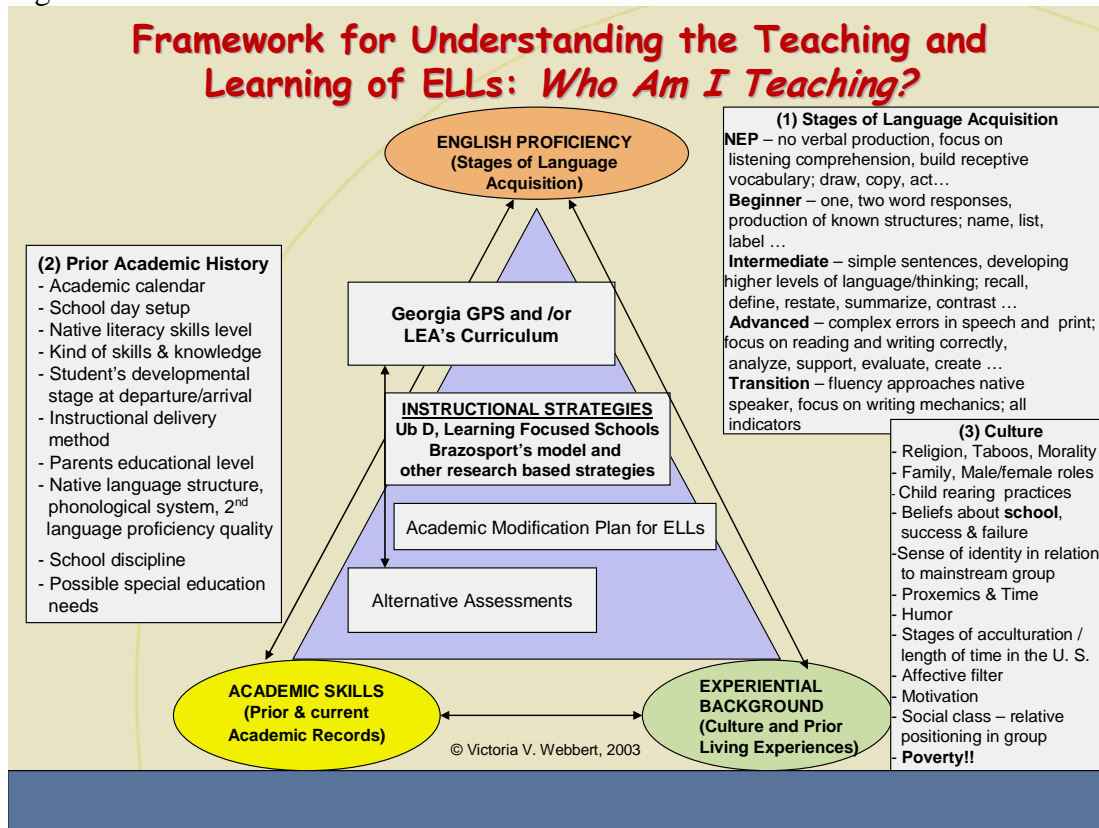 Framework for Understanding the Teaching and
Learning of ELLs: Who Am I Teaching?
ENGLISH PROFICIENCY
(Stages of Language
Acquisition)
(1) Stages of Language Acquisition
NEP – no verbal production, focus on
listening comprehension, build receptive
vocabulary; draw, copy, act…
Beginner – one, two word responses,
production of known structures; name, list,
label …
Intermediate – simple sentences, developing
higher levels of language/thinking; recall,
define, restate, summarize, contrast …
Advanced – complex errors in speech and print;
focus on reading and writing correctly,
analyze, support, evaluate, create …
Transition – fluency approaches native
speaker, focus on writing mechanics; all
indicators
(2) Prior Academic History
- Academic calendar
- School day setup
- Native literacy skills level
- Kind of skills & knowledge
- Student’s developmental
stage at departure/arrival
- Instructional delivery
method
- Parents educational level
- Native language structure,
phonological system, 2nd
language proficiency quality
- School discipline
- Possible special education
needs
Georgia GPS and /or
LEA’s Curriculum
INSTRUCTIONAL STRATEGIES
Ub D, Learning Focused Schools
Brazosport’s model and
other research based strategies
Academic Modification Plan for ELLs
Alternative Assessments
(3) Culture
- Religion, Taboos, Morality
- Family, Male/female roles
- Child rearing practices
- Beliefs about school,
success & failure
-Sense of identity in relation
to mainstream group
- Proxemics & Time
- Humor
- Stages of acculturation /
length of time in the U. S.
- Affective filter
- Motivation
- Social class – relative
positioning in group
- Poverty!!
ACADEMIC SKILLS
(Prior & current
Academic Records)
EXPERIENTIAL
BACKGROUND
(Culture and Prior
Living Experiences)
© Victoria V. Webbert, 2003